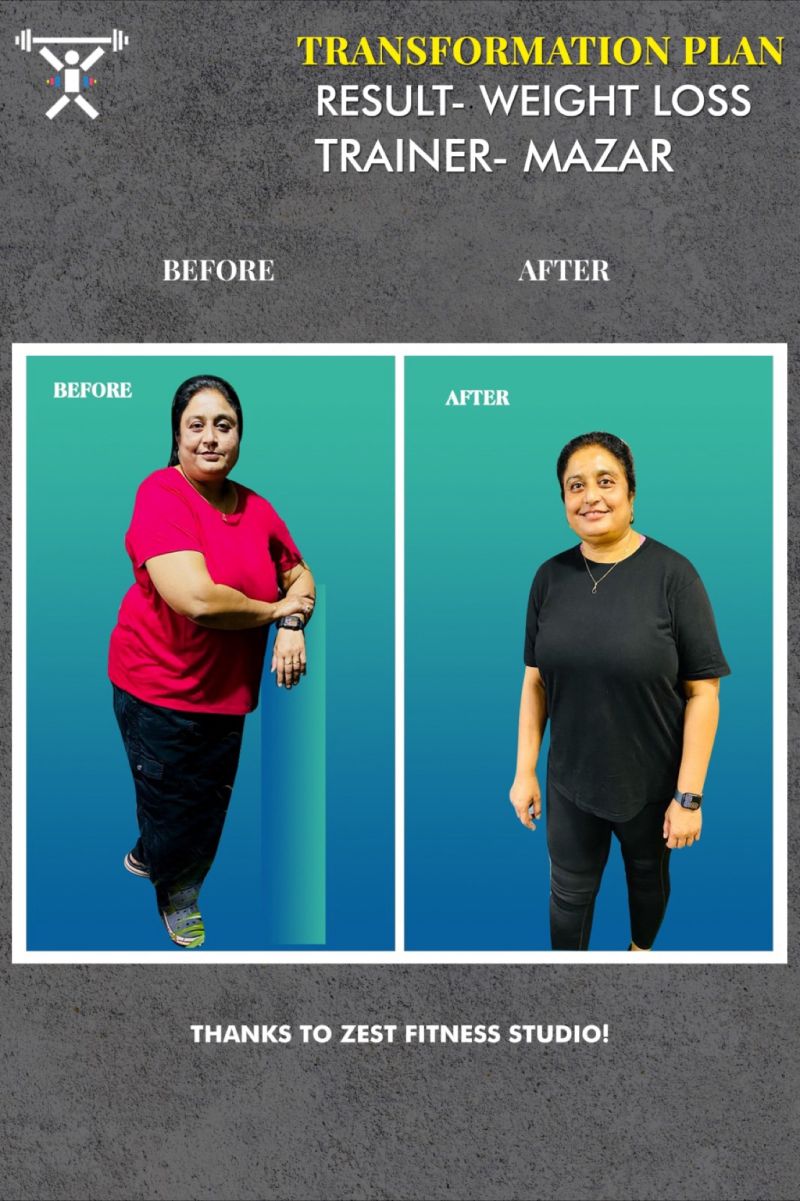 TRANSFORMATION PLAN
RESULT- WEIGHT LOSS
TRAINER- MAZAR
BEFORE
AFTER
BEFORE
AFTER
THANKS TO ZEST FITNESS STUDIO!